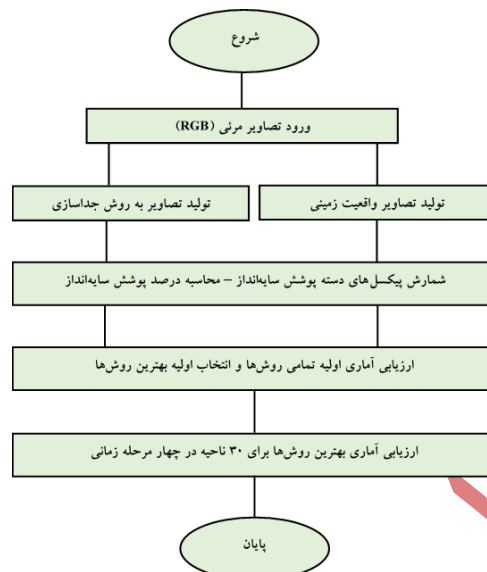 شروع
ورود تصاویر مرئی (RGB)
تولید تصاویر واقعیت زمینی
تولید تصاویر به روش جداسازی
شمارش پیکسل‌های دسته پوشش سایه‌انداز – محاسبه درصد پوشش سایه‌انداز
ارزیابی آماری اولیه تمامی روش‌ها و انتخاب اولیه بهترین روش‌ها
ارزیابی آماری بهترین روش‌ها برای ۳۰ ناحیه در چهار مرحله زمانی
پایان